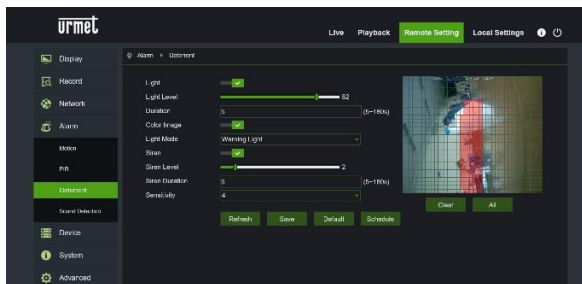 urmet
Live Playback Remote Setting Local Settings
Display
Record
Network
Alarm
Motion
PIR
Deterrent
Sound Detection
Device
System
Advanced
Alarm Deterrent
Light
Light Level 82
Duration 5 (5~180s)
Color Image
Light Mode Warning Light
Siren
Siren Level 2
Siren Duration 5 (5~180s)
Sensitivity 4
Refresh Save Default Schedule
Clear All